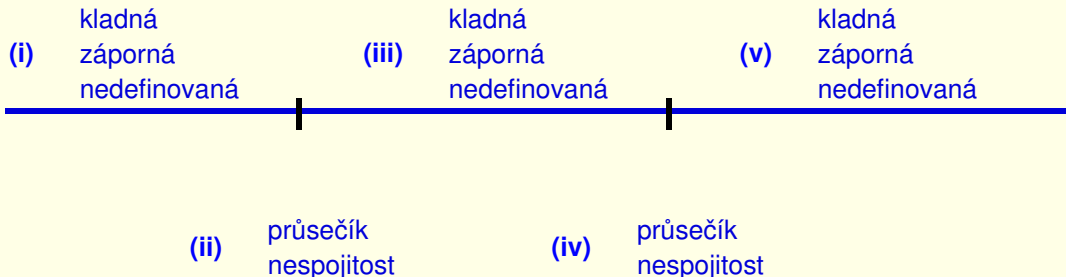 (i) kladná
záporná
nedefinovaná
(iii) kladná
záporná
nedefinovaná
(v) kladná
záporná
nedefinovaná
(ii) průsečík
nespojitost
(iv) průsečík
nespojitost